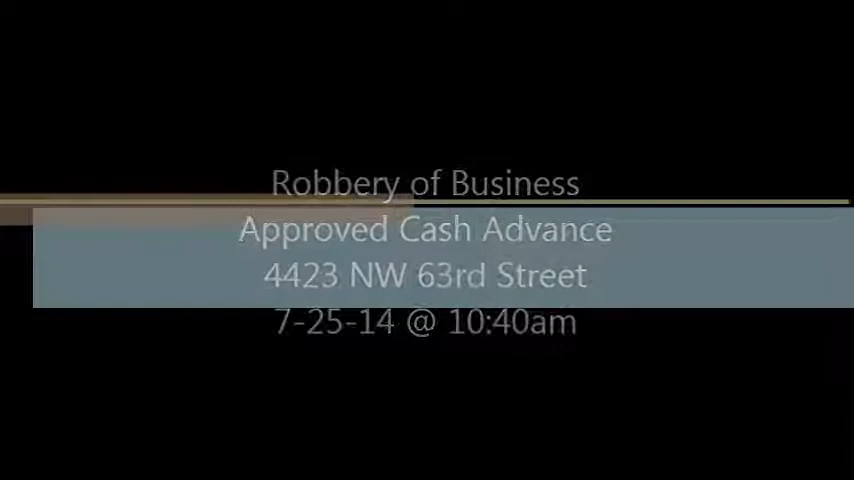 Robbery of Business
Approved Cash Advance
4423 NW 63rd Street
7-25-14 @ 10:40am